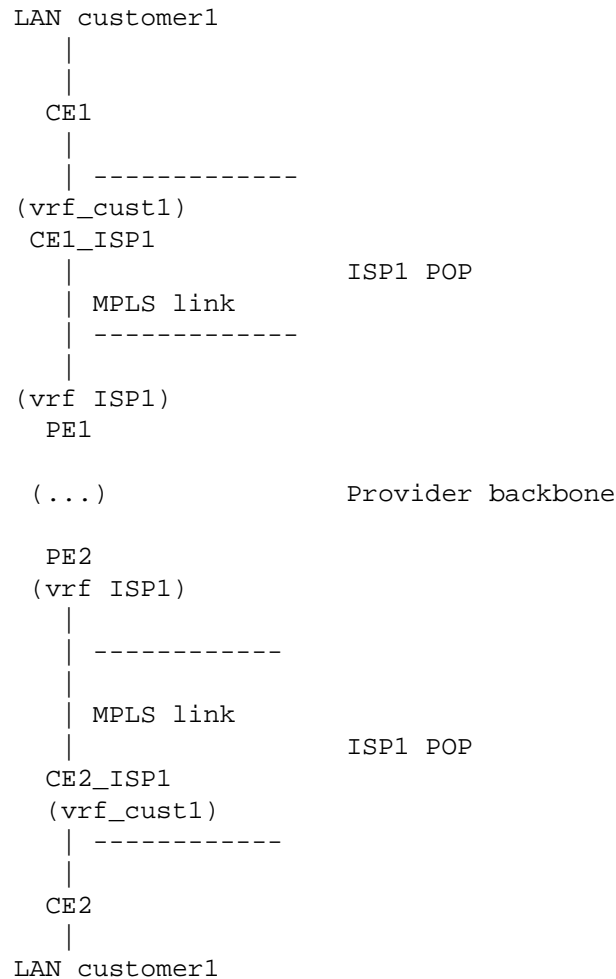 LAN customer1
|
|
CE1
|
| -------------
(vrf_cust1)
CE1_ISP1
| ISP1 POP
| MPLS link
| -------------
|
(vrf ISP1)
PE1
(...) Provider backbone
PE2
(vrf ISP1)
|
| ------------
|
| MPLS link
| ISP1 POP
CE2_ISP1
(vrf_cust1)
| ------------
|
CE2
|
LAN customer1